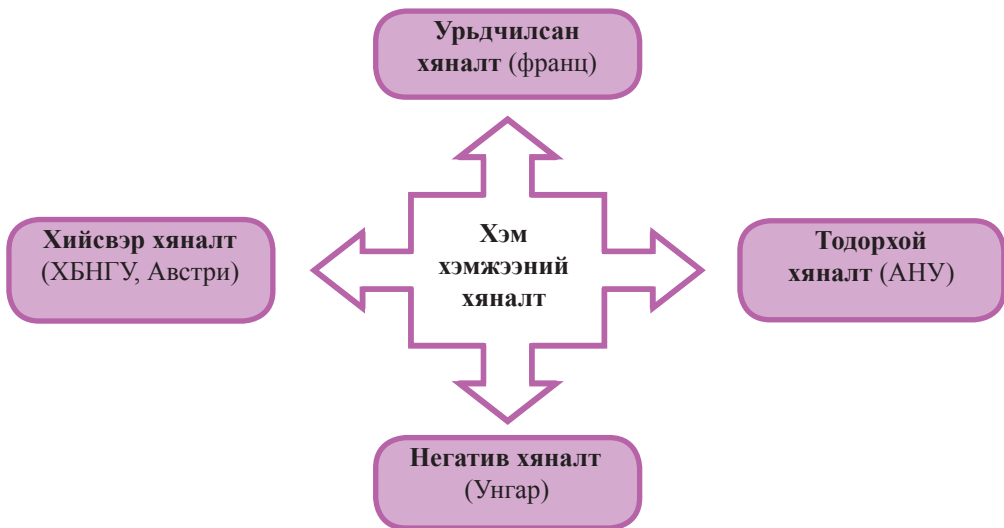 Урьдчилсан
хяналт (франц)
Хийсвэр хяналт
(ХБНГУ, Австри)
Хэм
хэмжээний
хяналт
Тодорхой
хяналт (АНУ)
Негатив хяналт
(Унгар)